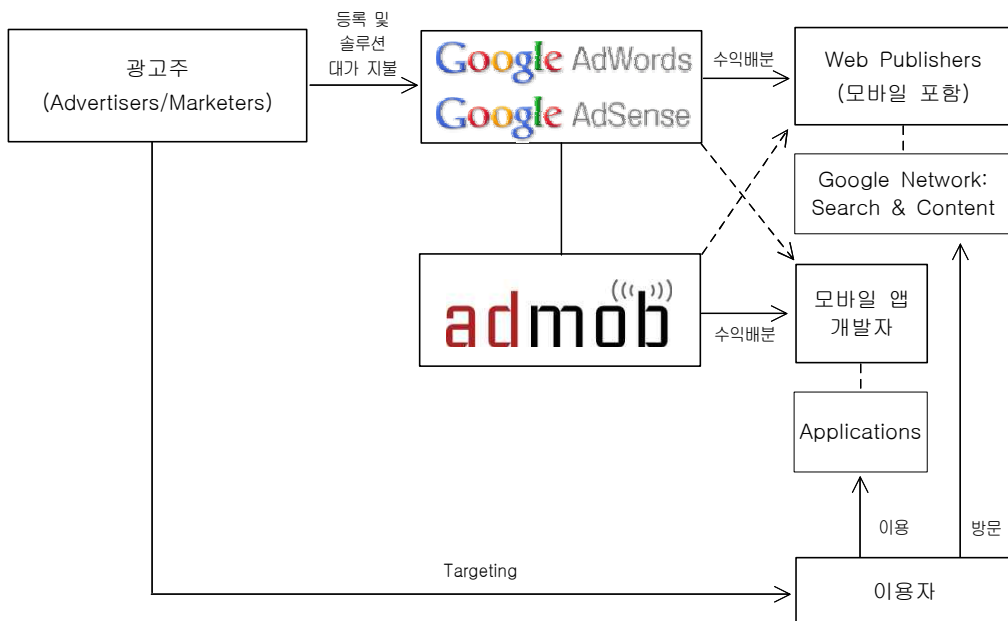 등록 및
솔루션
대가 지불
광고주
(Advertisers/Marketers)
Google AdWords
Google AdSense
수익배분
Web Publishers
(모바일 포함)
Google Network:
Search & Content
admob
수익배분
모바일 앱
개발자
Applications
이용
방문
Targeting
이용자